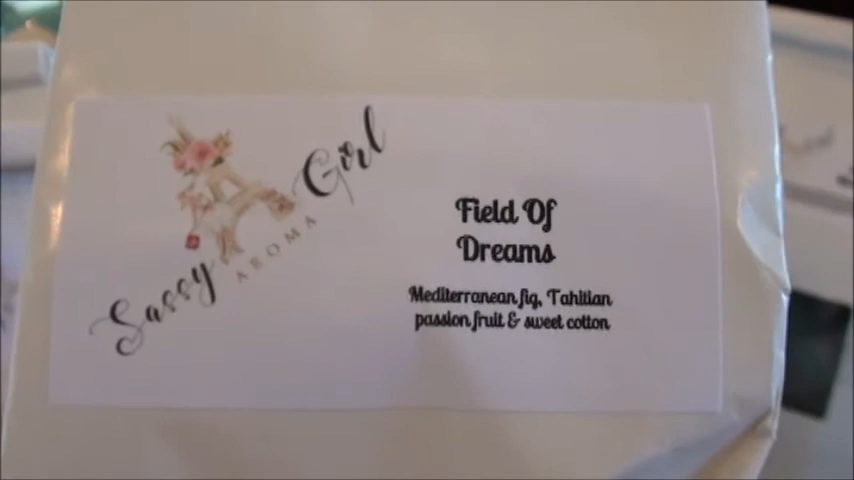 Sassy
Girl
AROMA
Field Of
Dreams
Mediterranean fig, Tahitian
passion fruit & sweet cotton